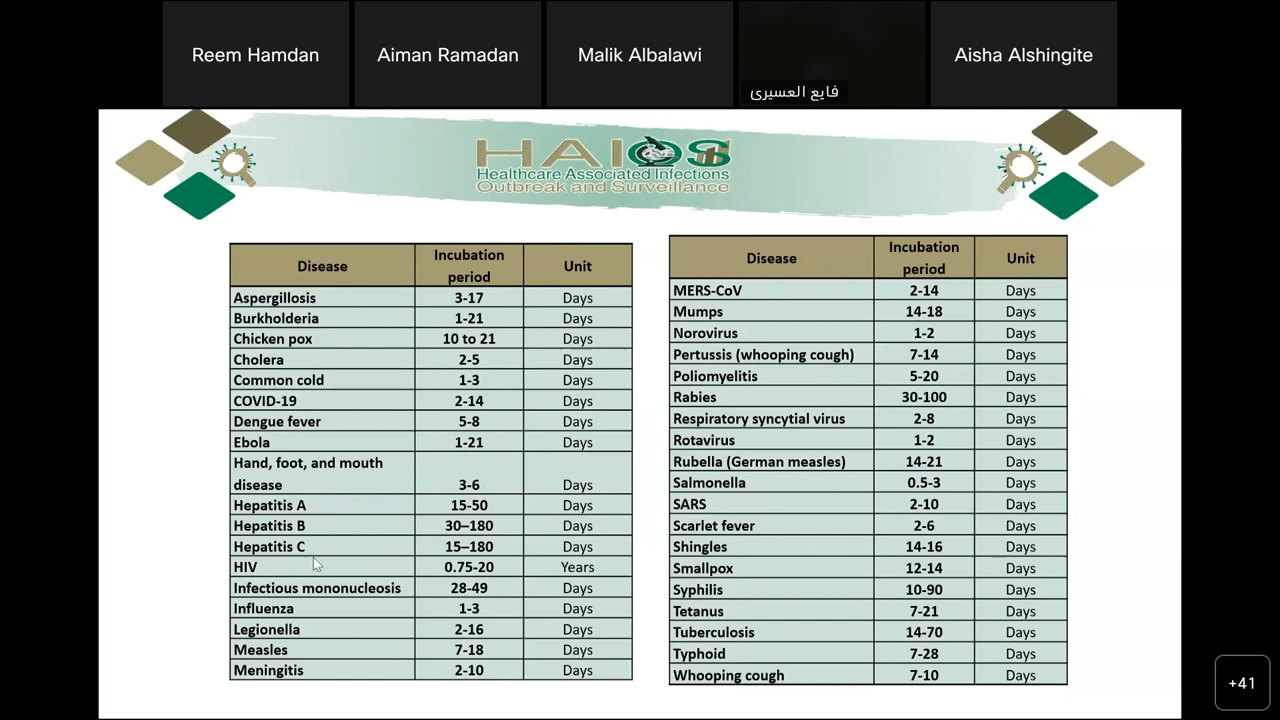 Reem Hamdan
Aiman Ramadan
Malik Albalawi
فايع العسيري
Aisha Alshingite
HAIOS
Healthcare Associated Infections
Outbreak and Surveillance
Disease Incubation period Unit
Aspergillosis 3-17 Days
Burkholderia 1-21 Days
Chicken pox 10 to 21 Days
Cholera 2-5 Days
Common cold 1-3 Days
COVID-19 2-14 Days
Dengue fever 5-8 Days
Ebola 1-21 Days
Hand, foot, and mouth
disease 3-6 Days
Hepatitis A 15-50 Days
Hepatitis B 30–180 Days
Hepatitis C 15–180 Days
HIV 0.75-20 Years
Infectious mononucleosis 28-49 Days
Influenza 1-3 Days
Legionella 2-16 Days
Measles 7-18 Days
Meningitis 2-10 Days
Disease Incubation period Unit
MERS-CoV 2-14 Days
Mumps 14-18 Days
Norovirus 1-2 Days
Pertussis (whooping cough) 7-14 Days
Poliomyelitis 5-20 Days
Rabies 30-100 Days
Respiratory syncytial virus 2-8 Days
Rotavirus 1-2 Days
Rubella (German measles) 14-21 Days
Salmonella 0.5-3 Days
SARS 2-10 Days
Scarlet fever 2-6 Days
Shingles 14-16 Days
Smallpox 12-14 Days
Syphilis 10-90 Days
Tetanus 7-21 Days
Tuberculosis 14-70 Days
Typhoid 7-28 Days
Whooping cough 7-10 Days
+41